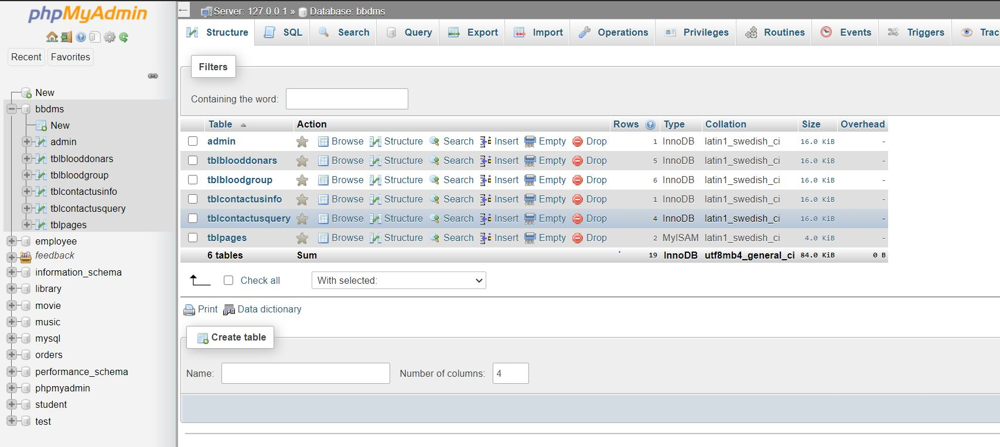 phpMyAdmin
Recent Favorites
New
bbdms
New
admin
tblblooddonars
tblbloodgroup
tblcontactusinfo
tblcontactusquery
tblpages
employee
feedback
information_schema
library
movie
music
mysql
orders
performance_schema
phpmyadmin
student
test
Server: 127.0.0.1 » Database: bbdms
Structure SQL Search Query Export Import Operations Privileges Routines Events Triggers Trac
Filters
Containing the word:
Table Action Rows Type Collation Size Overhead
admin Browse Structure Search Insert Empty Drop 1 InnoDB latin1_swedish_ci 16.0 KiB -
tblblooddonars Browse Structure Search Insert Empty Drop 5 InnoDB latin1_swedish_ci 16.0 KiB -
tblbloodgroup Browse Structure Search Insert Empty Drop 6 InnoDB latin1_swedish_ci 16.0 KiB -
tblcontactusinfo Browse Structure Search Insert Empty Drop 1 InnoDB latin1_swedish_ci 16.0 KiB -
tblcontactusquery Browse Structure Search Insert Empty Drop 4 InnoDB latin1_swedish_ci 16.0 KiB -
tblpages Browse Structure Search Insert Empty Drop 2 MyISAM latin1_swedish_ci 4.0 KiB -
6 tables Sum 19 InnoDB utf8mb4_general_ci 84.0 KiB 0 B
Check all With selected:
Print Data dictionary
Create table
Name: Number of columns: 4